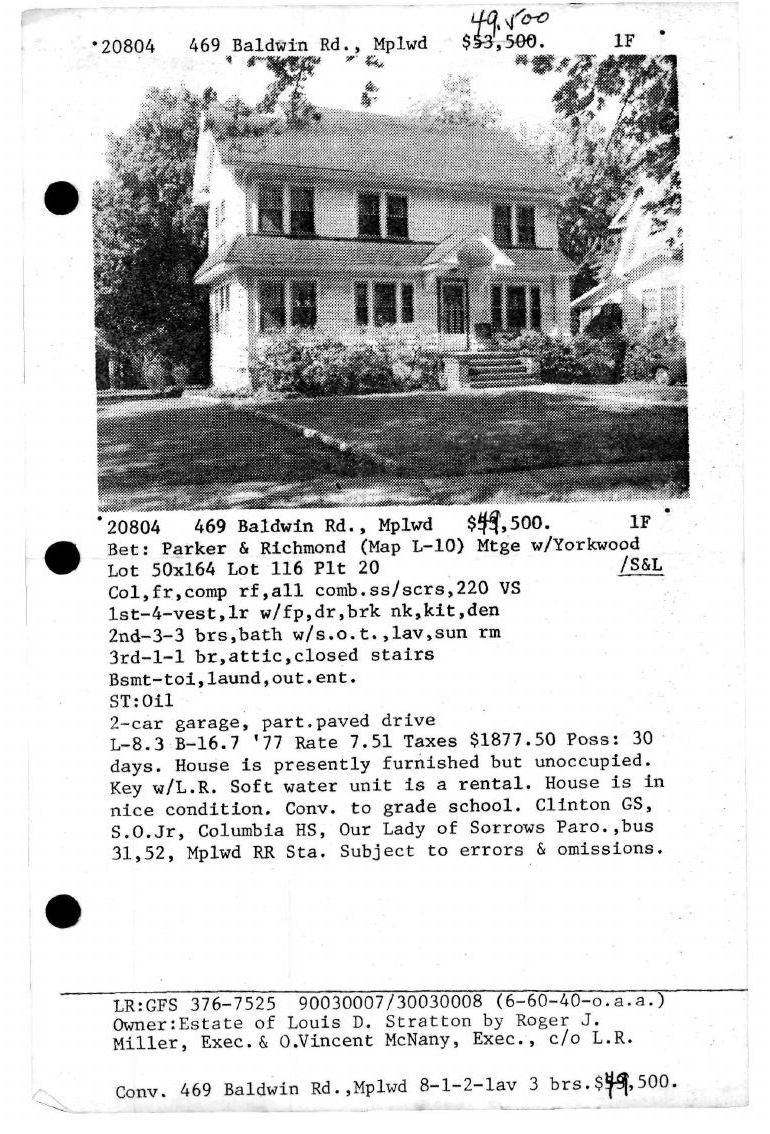 49,500
20804 469 Baldwin Rd., Mplwd $53,500. 1F
20804 469 Baldwin Rd., Mplwd $49,500. 1F
Bet: Parker & Richmond (Map L-10) Mtge w/Yorkwood
Lot 50x164 Lot 116 Plt 20 /S&L
Col,fr,comp rf,all comb.ss/scrs,220 VS
1st-4-vest,lr w/fp,dr,brk nk,kit,den
2nd-3-3 brs,bath w/s.o.t.,lav,sun rm
3rd-1-1 br,attic,closed stairs
Bsmt-toi,laund,out.ent.
ST:Oil
2-car garage, part.paved drive
L-8.3 B-16.7 '77 Rate 7.51 Taxes $1877.50 Poss: 30
days. House is presently furnished but unoccupied.
Key w/L.R. Soft water unit is a rental. House is in
nice condition. Conv. to grade school. Clinton GS,
S.O.Jr, Columbia HS, Our Lady of Sorrows Paro.,bus
31,52, Mplwd RR Sta. Subject to errors & omissions.
LR:GFS 376-7525 90030007/30030008 (6-60-40-o.a.a.)
Owner:Estate of Louis D. Stratton by Roger J.
Miller, Exec. & O.Vincent McNany, Exec., c/o L.R.
Conv. 469 Baldwin Rd.,Mplwd 8-1-2-lav 3 brs.$49,500.